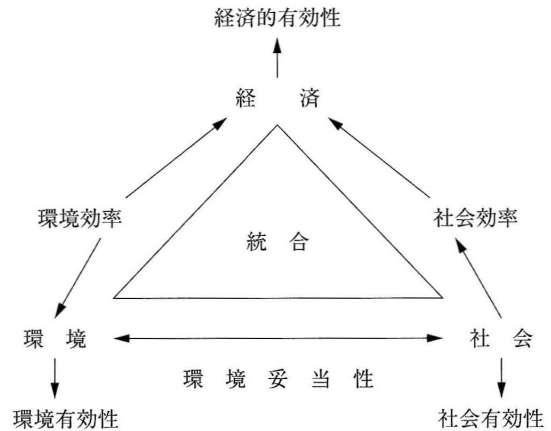 経済的有効性
経　済
環境効率
社会効率
統　合
環　境
社　会
環　境　妥　当　性
環境有効性
社会有効性